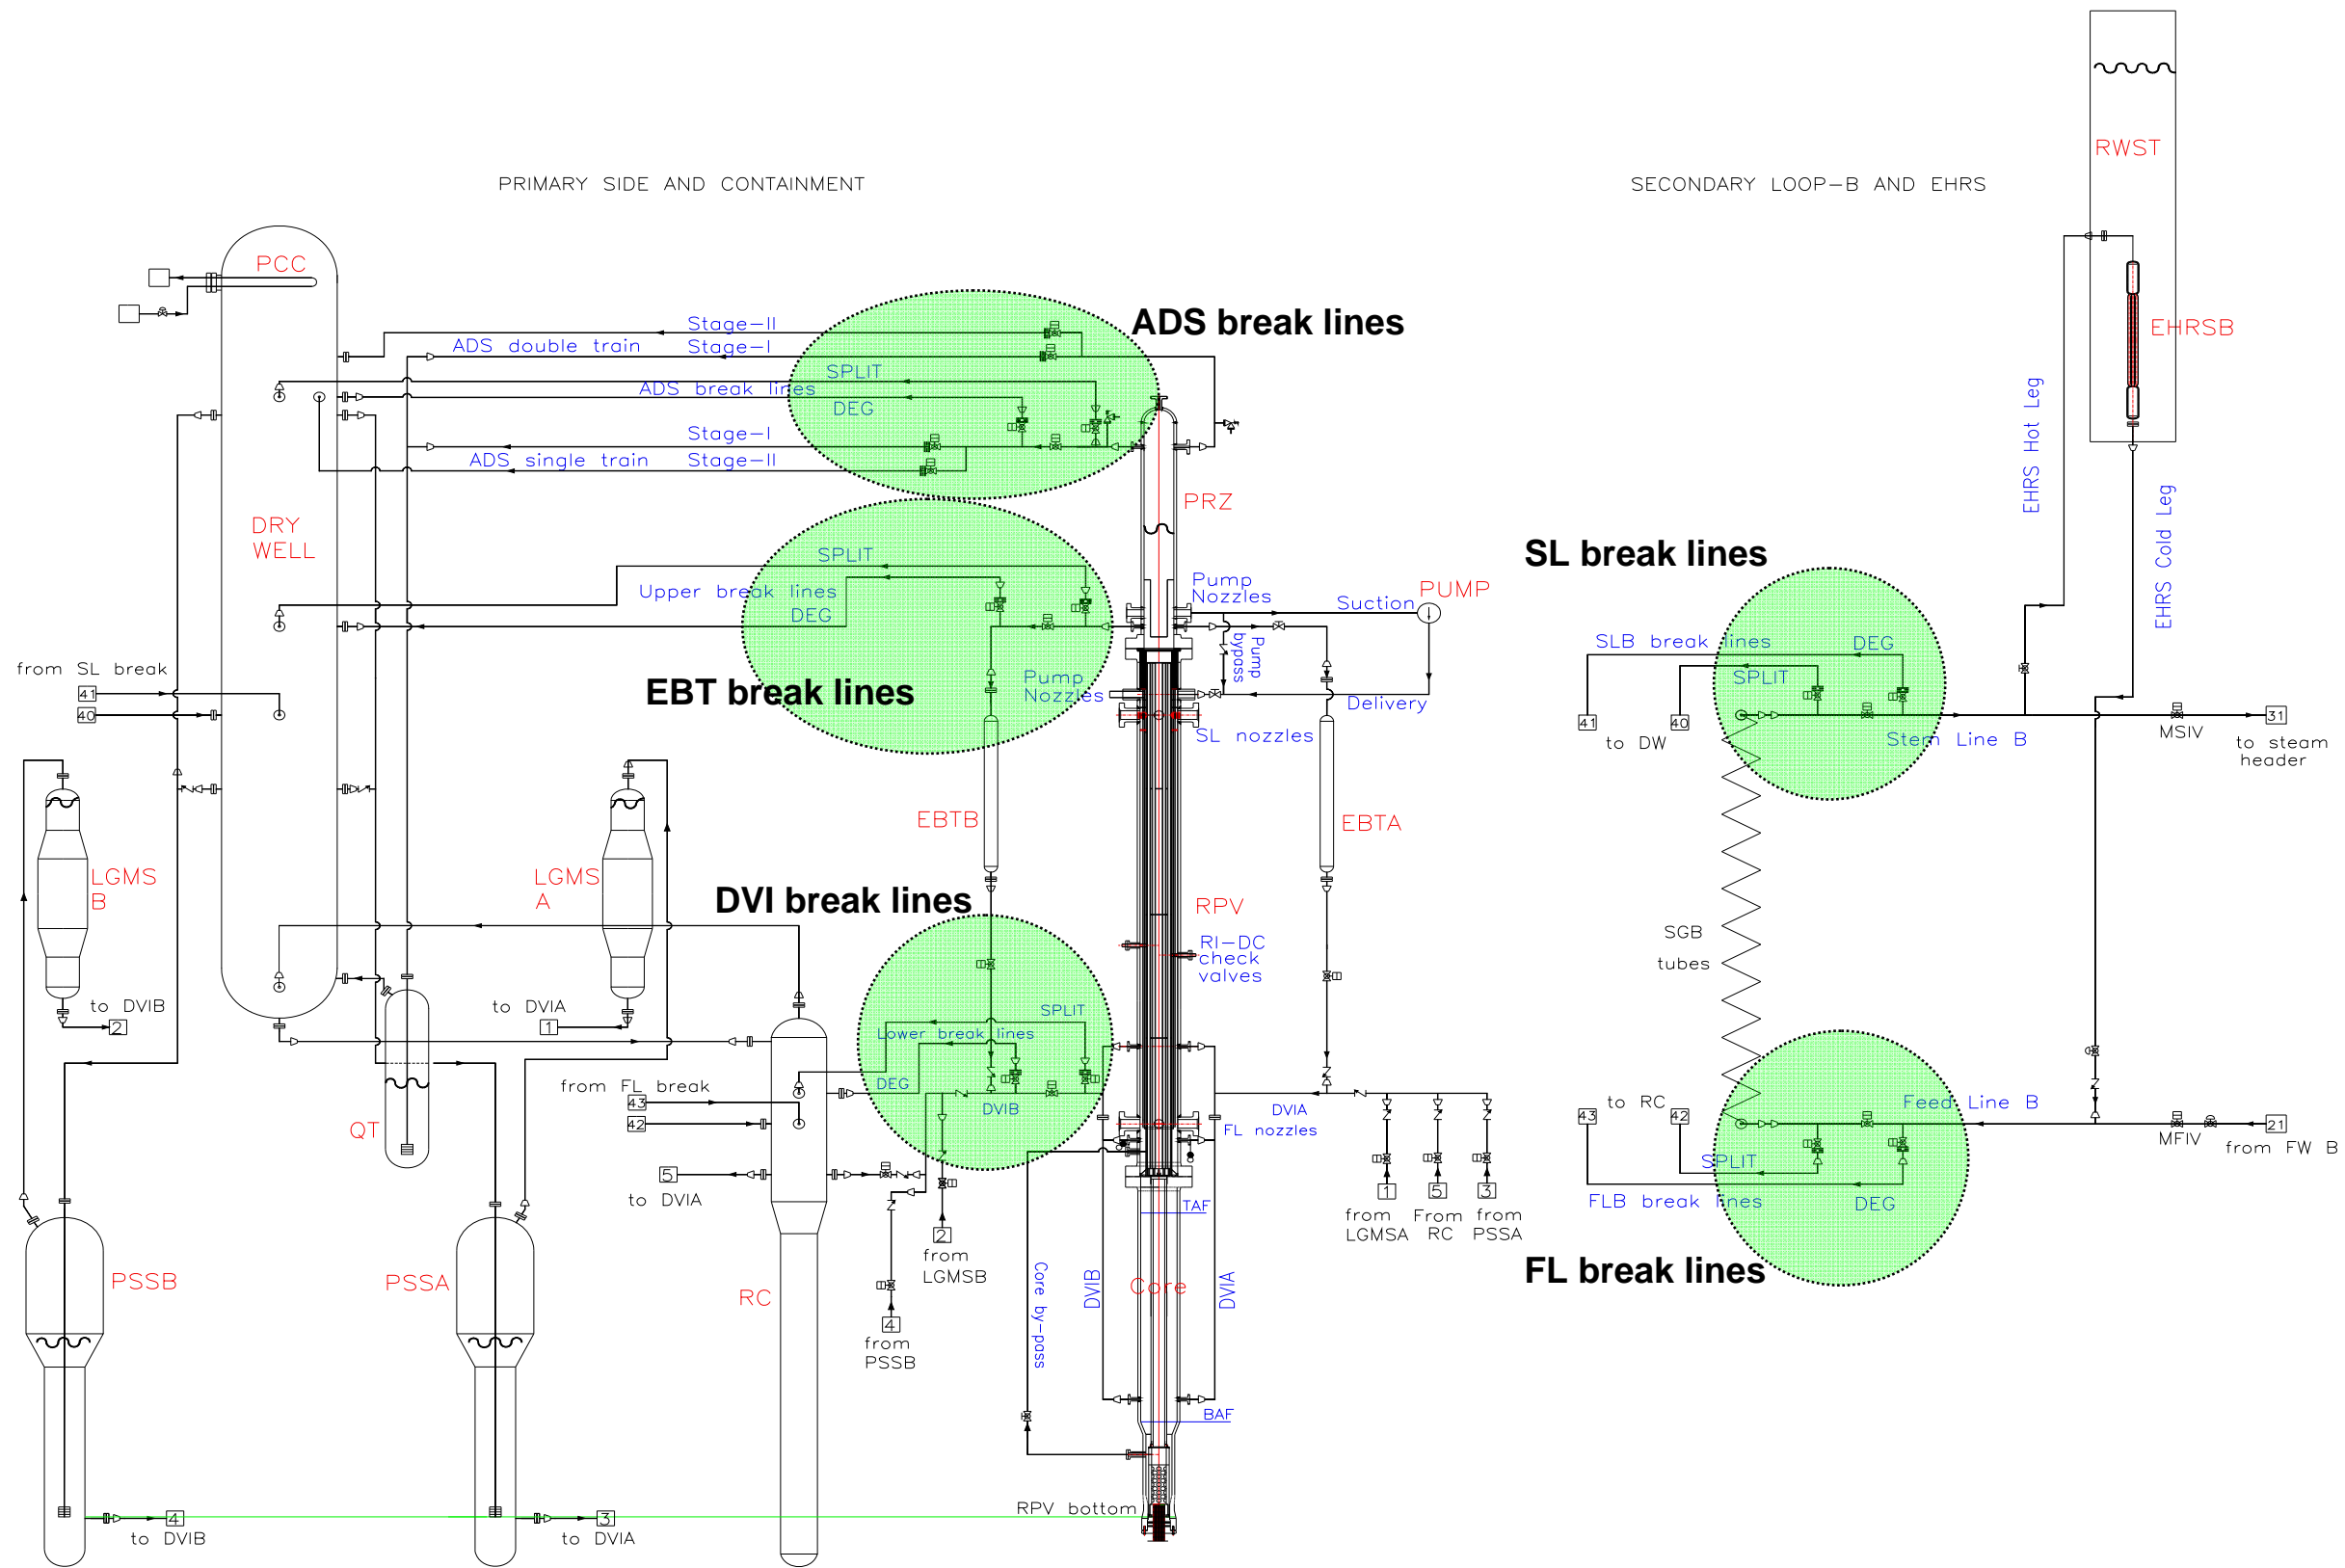 PRIMARY SIDE AND CONTAINMENT
SECONDARY LOOP-B AND EHRS
RWST
PCC
EHRSB
ADS break lines
Stage-II
ADS double train
Stage-I
SPLIT
ADS break lines
DEG
Stage-I
ADS single train
Stage-II
EHRS Hot Leg
EHRS Cold Leg
PRZ
DRY
WELL
SPLIT
Upper break lines
DEG
Pump
Nozzles
Suction
PUMP
Pump
bypass
SL break lines
SLB break lines
DEG
SPLIT
from SL break
41
40
EBT break lines
Pump
Nozzles
Delivery
SL nozzles
41
40
to DW
Stem Line B
MSIV
31
to steam
header
EBTB
EBTA
LGMS
B
LGMS
A
DVI break lines
RPV
RI-DC
check
valves
SGB
tubes
to DVIB
2
to DVIA
1
SPLIT
Lower break lines
DEG
DVIB
from FL break
43
42
QT
5
to DVIA
DVIA
FL nozzles
to RC
43
42
Feed Line B
MFIV
21
from FW B
SPLIT
FLB break lines
DEG
FL break lines
TAF
1
5
3
from
LGMSA
From
RC
from
PSSA
2
from
LGMSB
4
from
PSSB
PSSB
PSSA
RC
Core by-pass
DVIB
Core
DVIA
BAF
RPV bottom
4
to DVIB
3
to DVIA